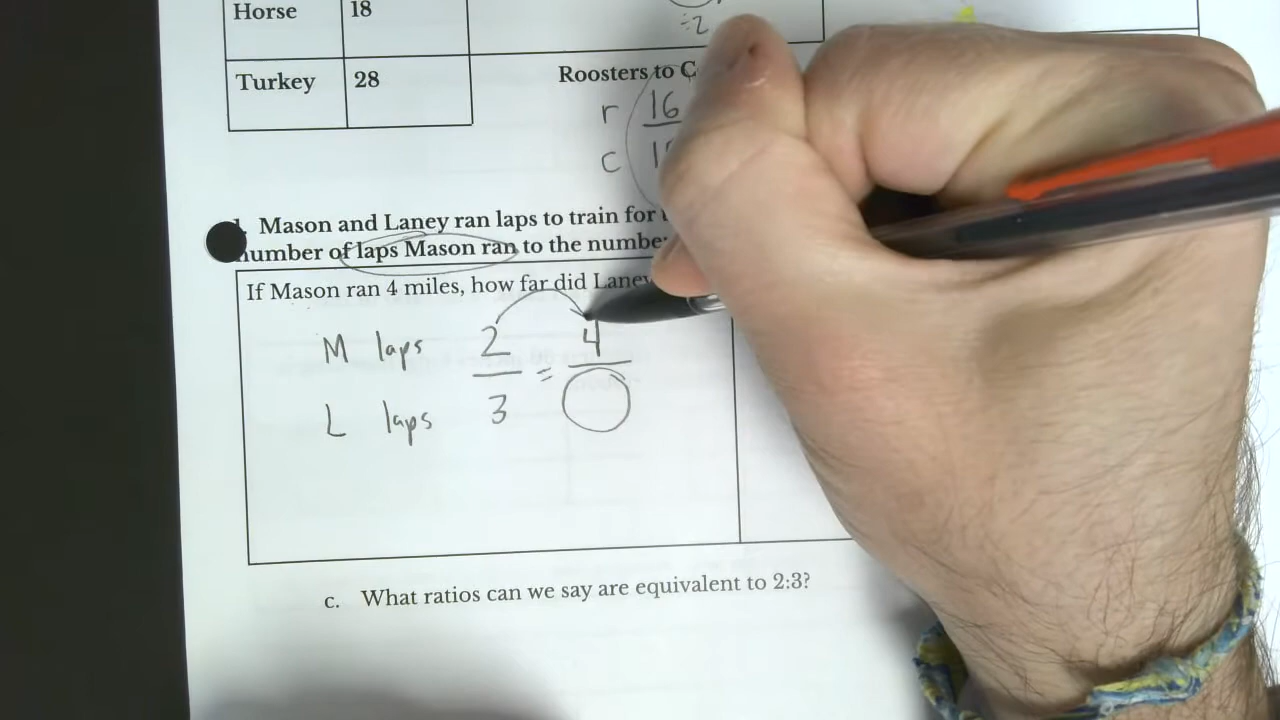 Horse 18
÷2
Turkey 28
Roosters to C
r 16
c
Mason and Laney ran laps to train for
number of laps Mason ran to the number
If Mason ran 4 miles, how far did Laney
M laps 2 = 4
L laps 3
c. What ratios can we say are equivalent to 2:3?